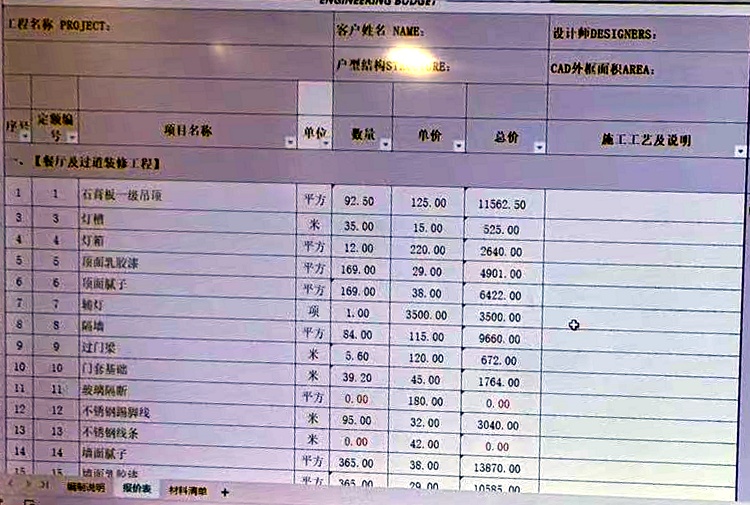 ENGINEERING BUDGET
工程名称 PROJECT: 客户姓名 NAME: 设计师DESIGNERS:
户型结构ST RE: CAD外框面积AREA:
序号 定额编号 项目名称 单位 数量 单价 总价 施工工艺及说明
一、【餐厅及过道装修工程】
1 1 石膏板一级吊顶 平方 92.50 125.00 11562.50
3 3 灯槽 米 35.00 15.00 525.00
4 4 灯箱 平方 12.00 220.00 2640.00
5 5 顶面乳胶漆 平方 169.00 29.00 4901.00
6 6 顶面腻子 平方 169.00 38.00 6422.00
7 7 辅灯 项 1.00 3500.00 3500.00
8 8 隔墙 平方 84.00 115.00 9660.00
9 9 过门梁 米 5.60 120.00 672.00
10 10 门套基础 米 39.20 45.00 1764.00
11 11 玻璃隔断 平方 0.00 180.00 0.00
12 12 不锈钢踢脚线 米 95.00 32.00 3040.00
13 13 不锈钢线条 米 0.00 42.00 0.00
14 14 墙面腻子 平方 365.00 38.00 13870.00
15 15 墙面乳胶漆 平方 365.00 29.00 10585.00
编制说明 报价表 材料清单 +